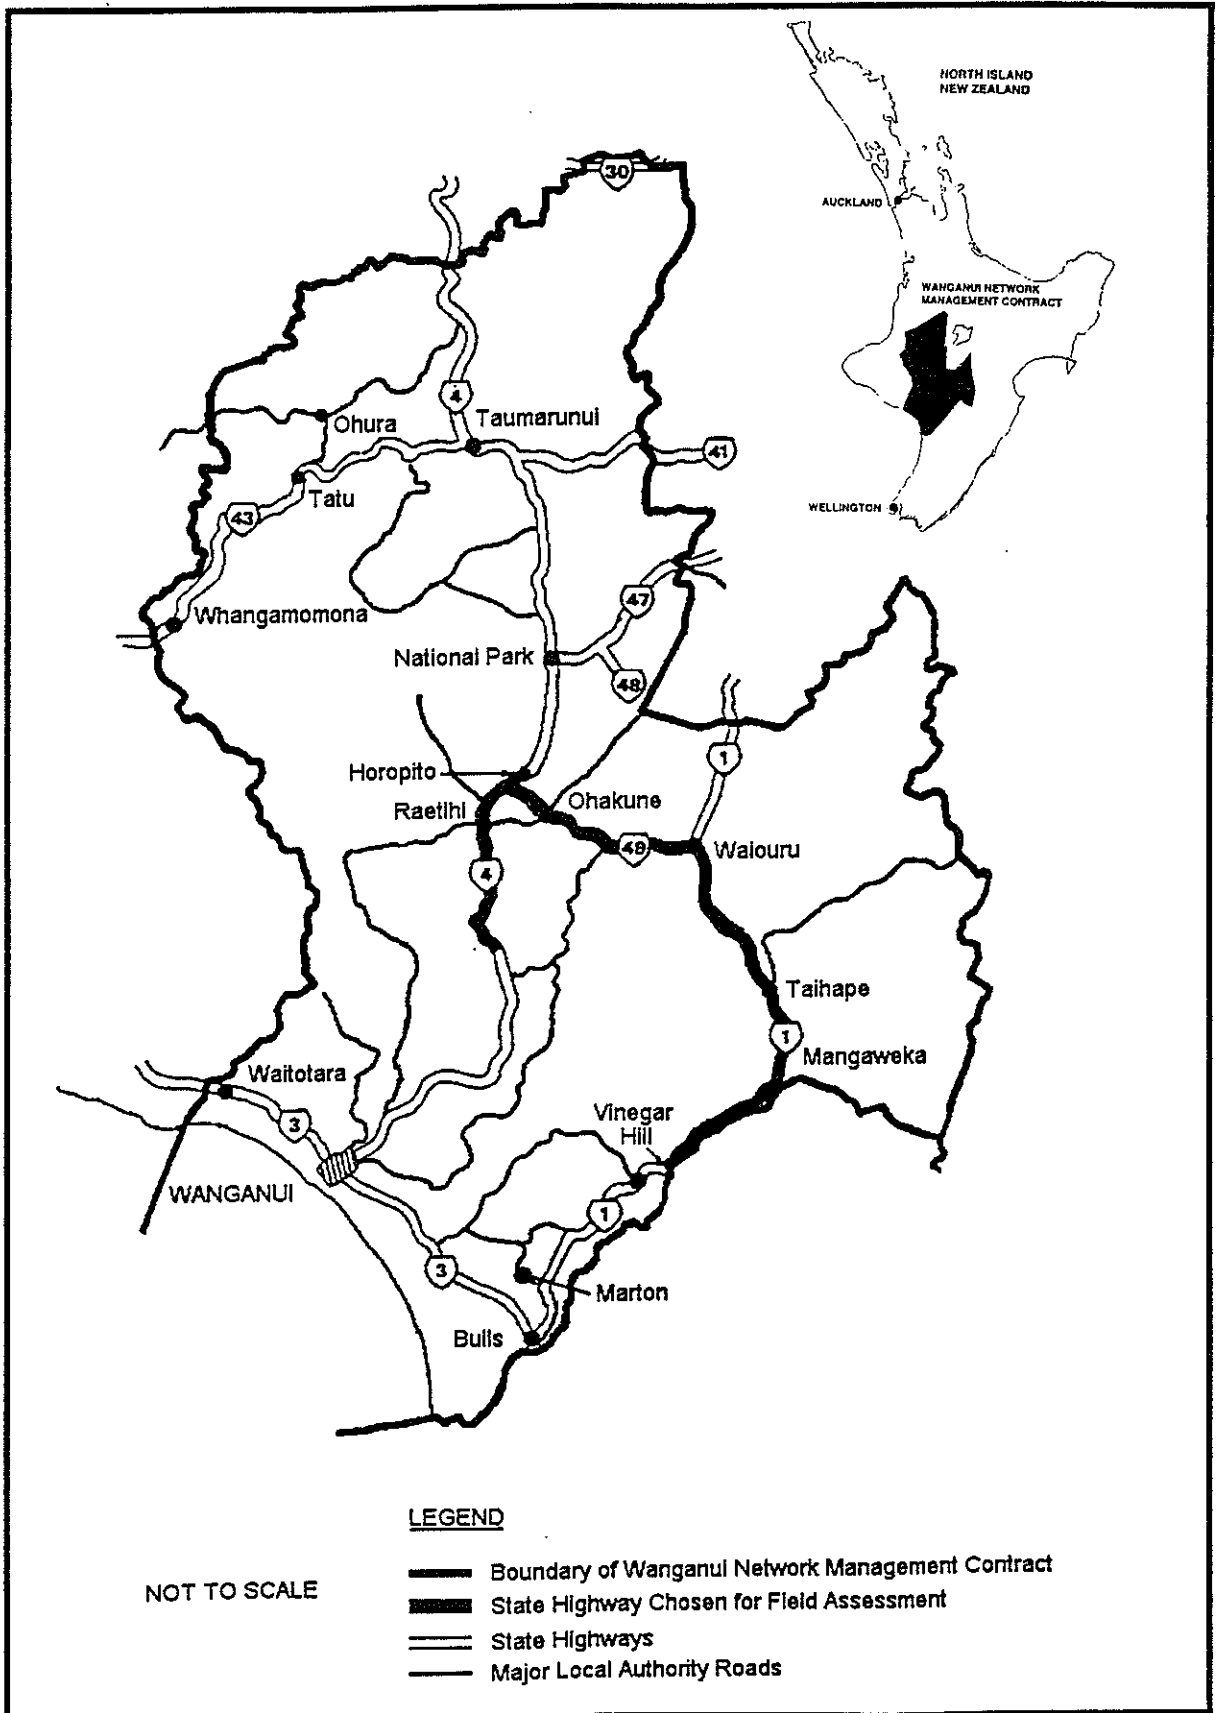 NORTH ISLAND
NEW ZEALAND
AUCKLAND
WANGANUI NETWORK
MANAGEMENT CONTRACT
WELLINGTON
30
4
Ohura
Taumarunui
41
Tatu
43
Whangamomona
47
National Park
48
1
Horopito
Raetihi
Ohakune
49
Waiouru
4
Taihape
1
Mangaweka
Waitotara
3
Vinegar
Hill
WANGANUI
1
3
Marton
Bulls
LEGEND
NOT TO SCALE
Boundary of Wanganui Network Management Contract
State Highway Chosen for Field Assessment
State Highways
Major Local Authority Roads